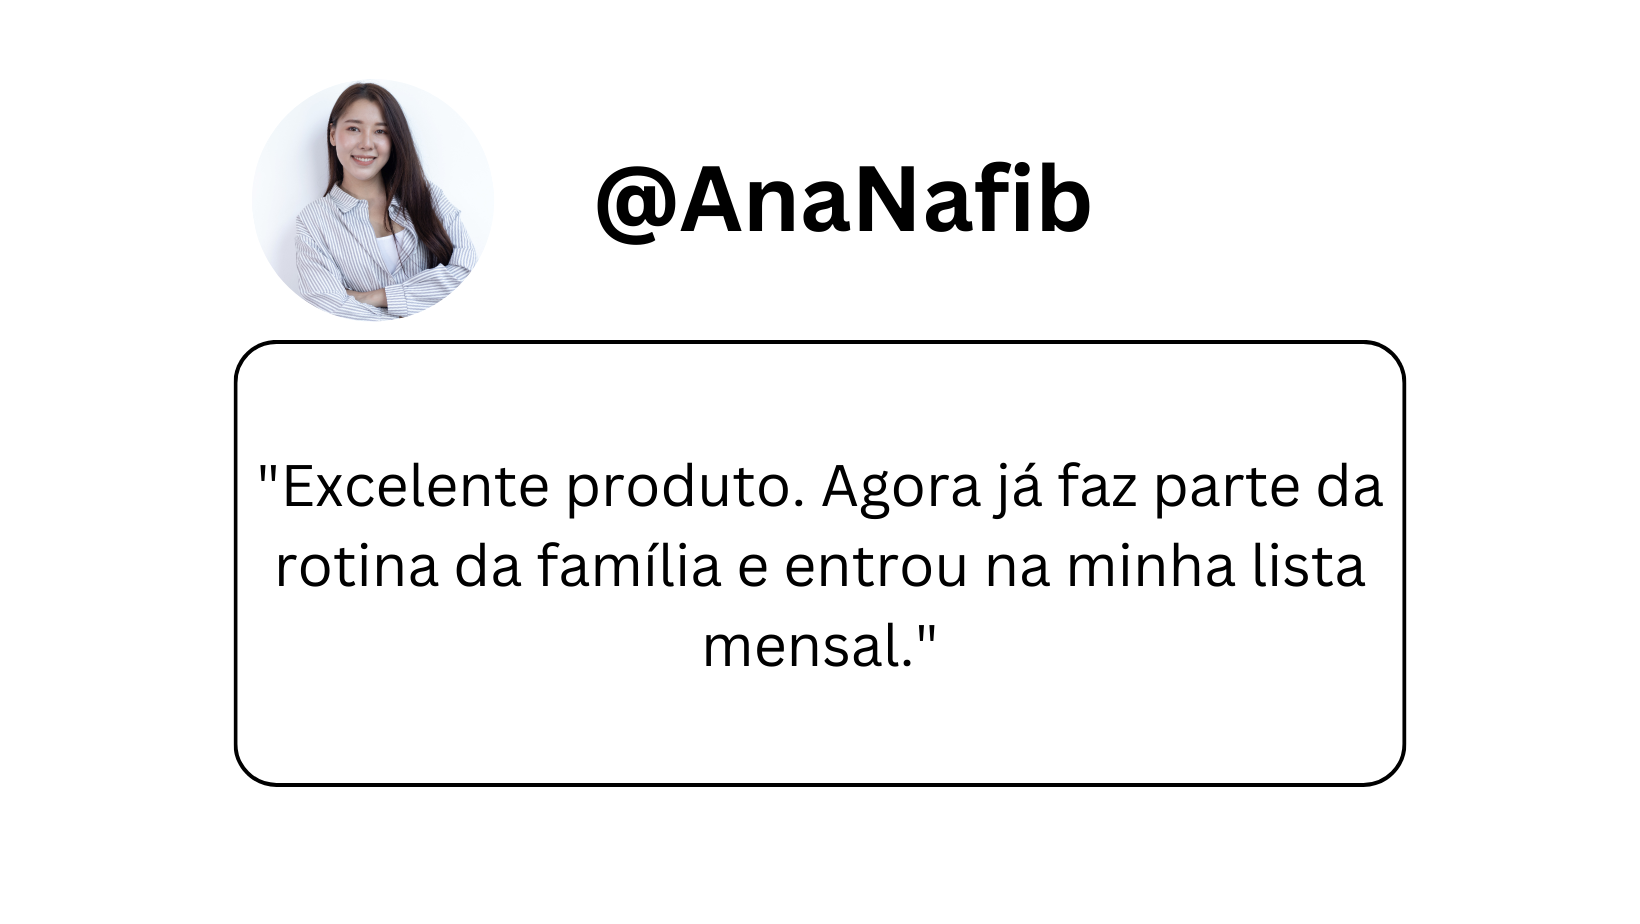 @AnaNafib
"Excelente produto. Agora já faz parte da
rotina da família e entrou na minha lista
mensal."